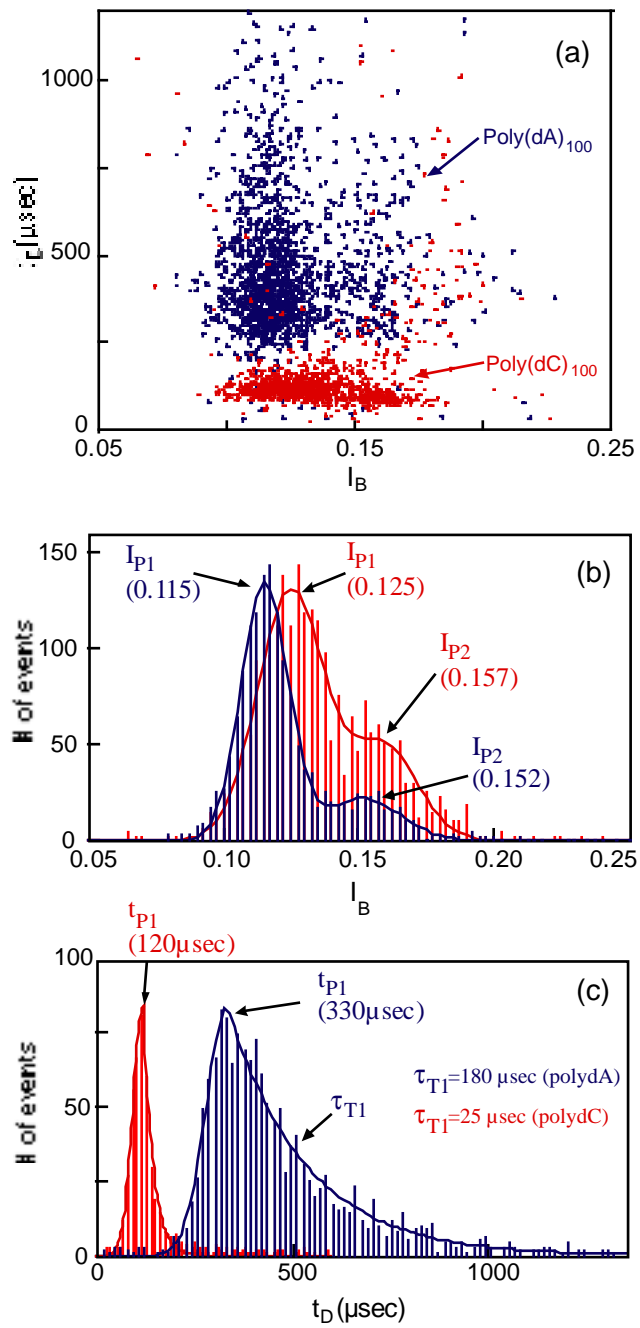 (a)
1000
Poly(dA)100
[µsec]
500
Poly(dC)100
0
0.05
0.15
0.25
IB
150
IP1
(0.115)
IP1
(0.125)
(b)
100
# of events
IP2
(0.157)
50
IP2
(0.152)
0
0.05
0.10
0.15
0.20
0.25
IB
tP1
(120µsec)
100
tP1
(330µsec)
(c)
# of events
50
τT1
τT1=180 µsec (polydA)
τT1=25 µsec (polydC)
0
0
500
1000
tD (µsec)